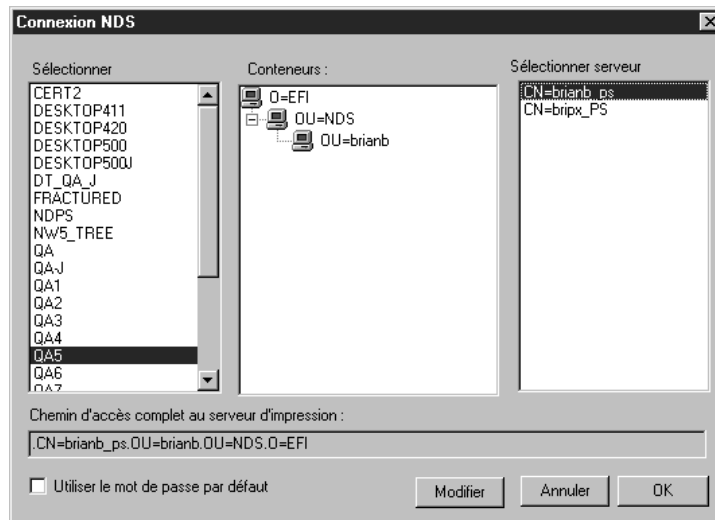 Connexion NDS
Sélectionner
CERT2
DESKTOP411
DESKTOP420
DESKTOP500
DESKTOP500J
DT_QA_J
FRACTURED
NDPS
NW5_TREE
QA
QA-J
QA1
QA2
QA3
QA4
QA5
QA6
QA7
Conteneurs :
O=EFI
OU=NDS
OU=brianb
Sélectionner serveur
CN=brianb_ps
CN=bripx_PS
Chemin d'accès complet au serveur d'impression :
.CN=brianb_ps.OU=brianb.OU=NDS.O=EFI
Utiliser le mot de passe par défaut
Modifier
Annuler
OK